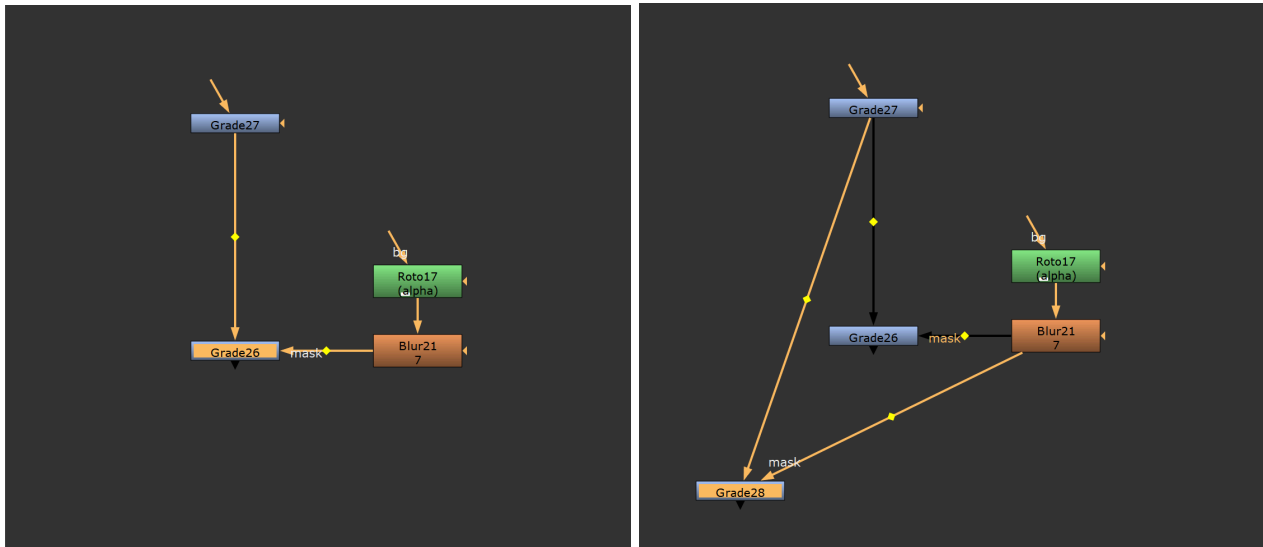 Grade27
bg
Roto17
(alpha)
Grade26
mask
Blur21
7
Grade27
bg
Roto17
(alpha)
Grade26
mask
Blur21
7
mask
Grade28